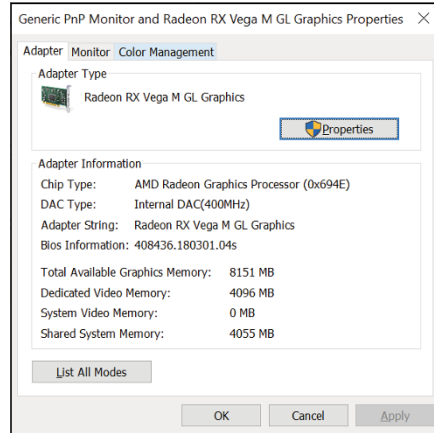 Generic PnP Monitor and Radeon RX Vega M GL Graphics Properties
Adapter Monitor Color Management
Adapter Type
Radeon RX Vega M GL Graphics
Properties
Adapter Information
Chip Type: AMD Radeon Graphics Processor (0x694E)
DAC Type: Internal DAC(400MHz)
Adapter String: Radeon RX Vega M GL Graphics
Bios Information: 408436.180301.04s
Total Available Graphics Memory: 8151 MB
Dedicated Video Memory: 4096 MB
System Video Memory: 0 MB
Shared System Memory: 4055 MB
List All Modes
OK Cancel Apply